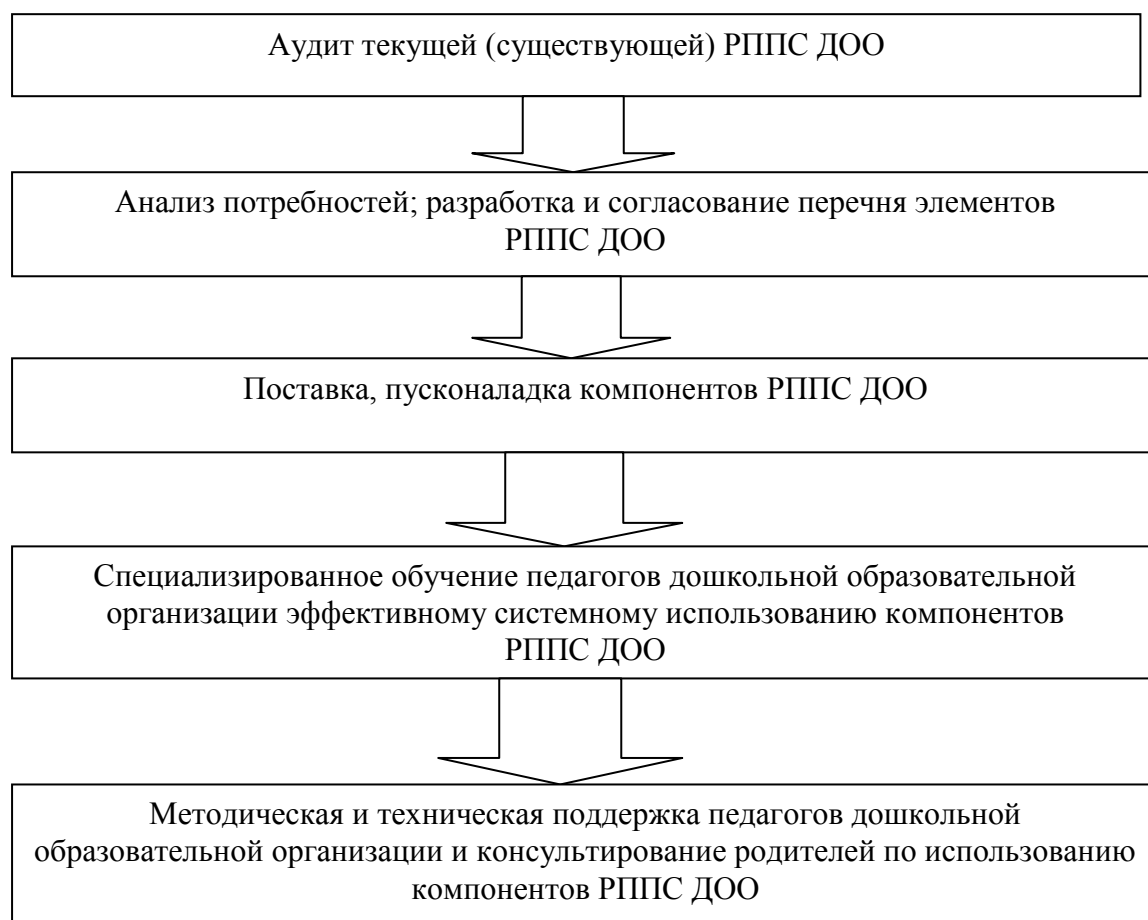 Аудит текущей (существующей) РППС ДОО
Анализ потребностей; разработка и согласование перечня элементов
РППС ДОО
Поставка, пусконаладка компонентов РППС ДОО
Специализированное обучение педагогов дошкольной образовательной
организации эффективному системному использованию компонентов
РППС ДОО
Методическая и техническая поддержка педагогов дошкольной
образовательной организации и консультирование родителей по использованию
компонентов РППС ДОО